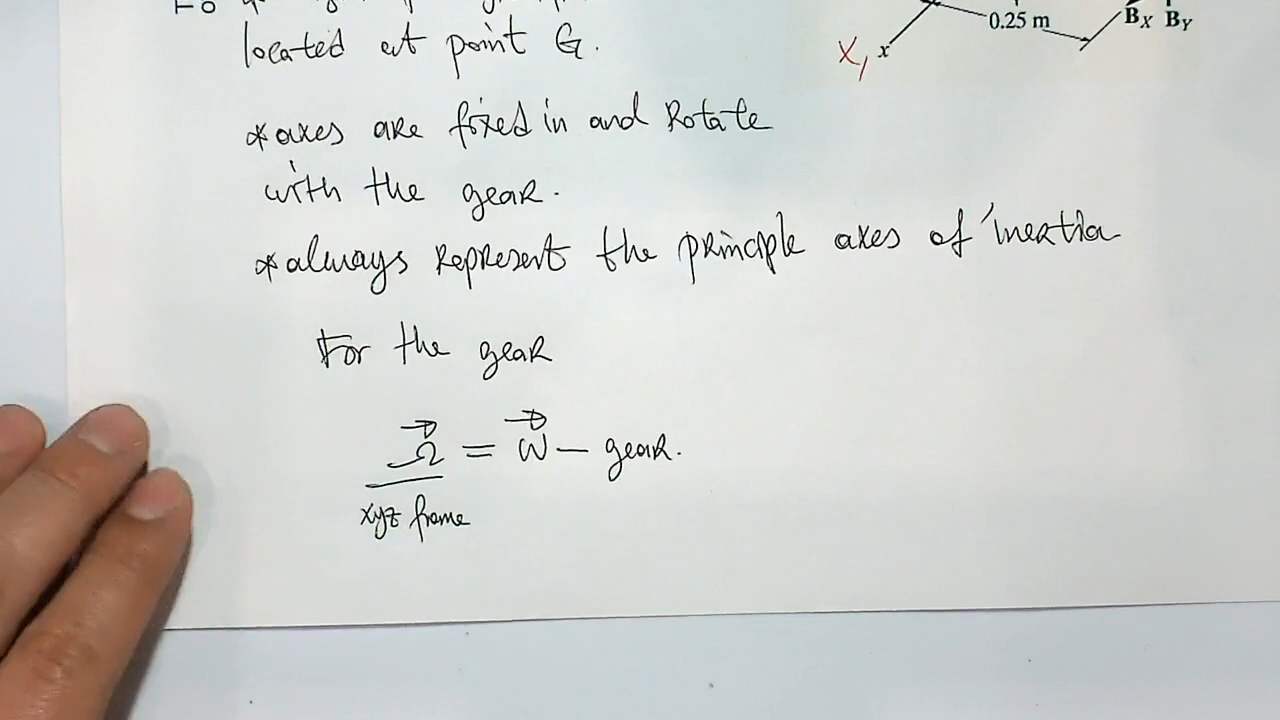 0.25 m
B_X B_Y
X, x
located at point G.
* axes are fixed in and Rotate
with the gear.
* always represent the principle axes of inertia
For the gear
Ω = ω - gear.
xyz frame